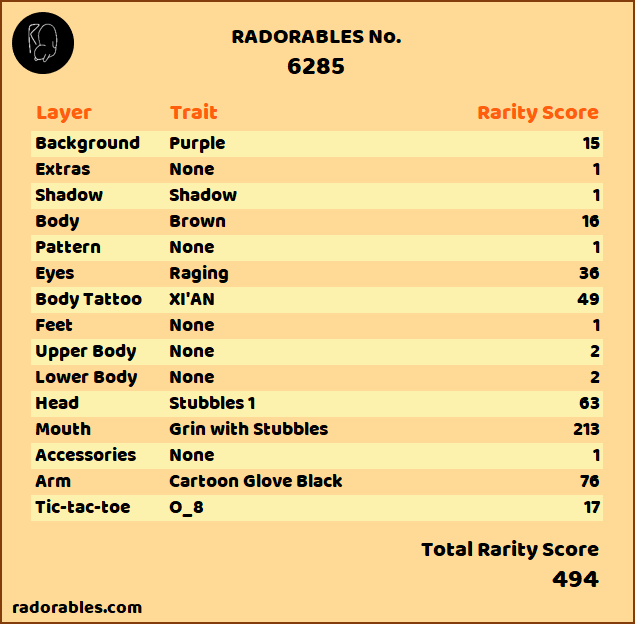 RADORABLES No.
6285
Layer Trait Rarity Score
Background Purple 15
Extras None 1
Shadow Shadow 1
Body Brown 16
Pattern None 1
Eyes Raging 36
Body Tattoo XI'AN 49
Feet None 1
Upper Body None 2
Lower Body None 2
Head Stubbles 1 63
Mouth Grin with Stubbles 213
Accessories None 1
Arm Cartoon Glove Black 76
Tic-tac-toe O_8 17
Total Rarity Score
494
radorables.com